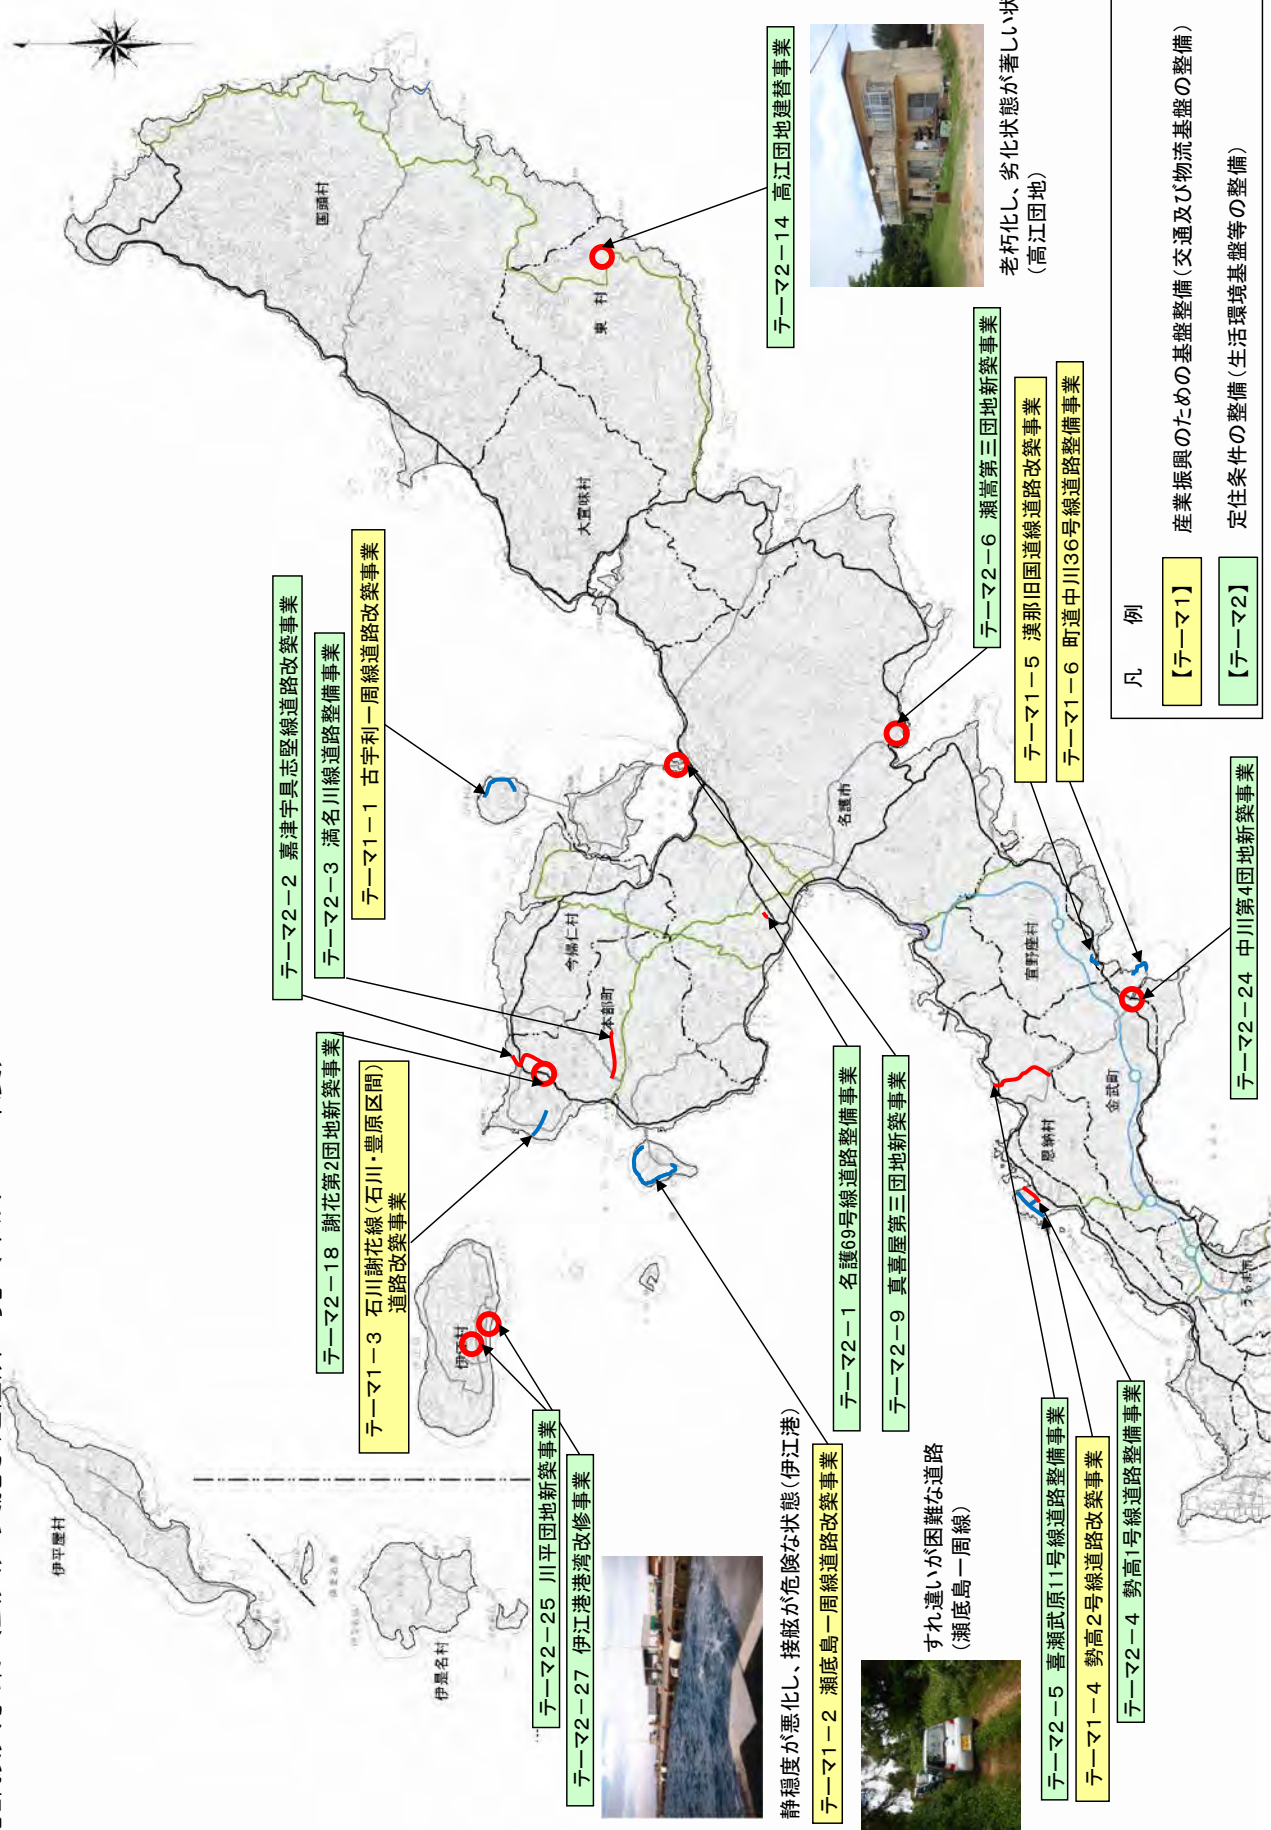 伊平屋村
伊是名村
伊江村
国頭村
大宜味村
東村
今帰仁村
本部町
名護市
宜野座村
恩納村
金武町
うるま市
テーマ2-2 嘉津宇具志堅線道路改築事業
テーマ2-3 満名川線道路整備事業
テーマ1-1 古宇利一周線道路改築事業
テーマ2-18 謝花第2団地新築事業
テーマ1-3 石川謝花線(石川・豊原区間)
道路改築事業
テーマ2-25 川平団地新築事業
テーマ2-27 伊江港港湾改修事業
静穏度が悪化し、接舷が危険な状態(伊江港)
テーマ1-2 瀬底島一周線道路改築事業
すれ違いが困難な道路
(瀬底島一周線)
テーマ2-1 名護69号線道路整備事業
テーマ2-9 真喜屋第三団地新築事業
テーマ2-5 喜瀬武原11号線道路整備事業
テーマ1-4 勢高2号線道路改築事業
テーマ2-4 勢高1号線道路整備事業
テーマ2-14 高江団地建替事業
老朽化し、劣化状態が著しい状
(高江団地)
テーマ2-6 瀬嵩第三団地新築事業
テーマ1-5 漢那旧国道線道路改築事業
テーマ1-6 町道中川36号線道路整備事業
テーマ2-24 中川第4団地新築事業
凡 例
【テーマ1】 産業振興のための基盤整備(交通及び物流基盤の整備)
【テーマ2】 定住条件の整備(生活環境基盤等の整備)